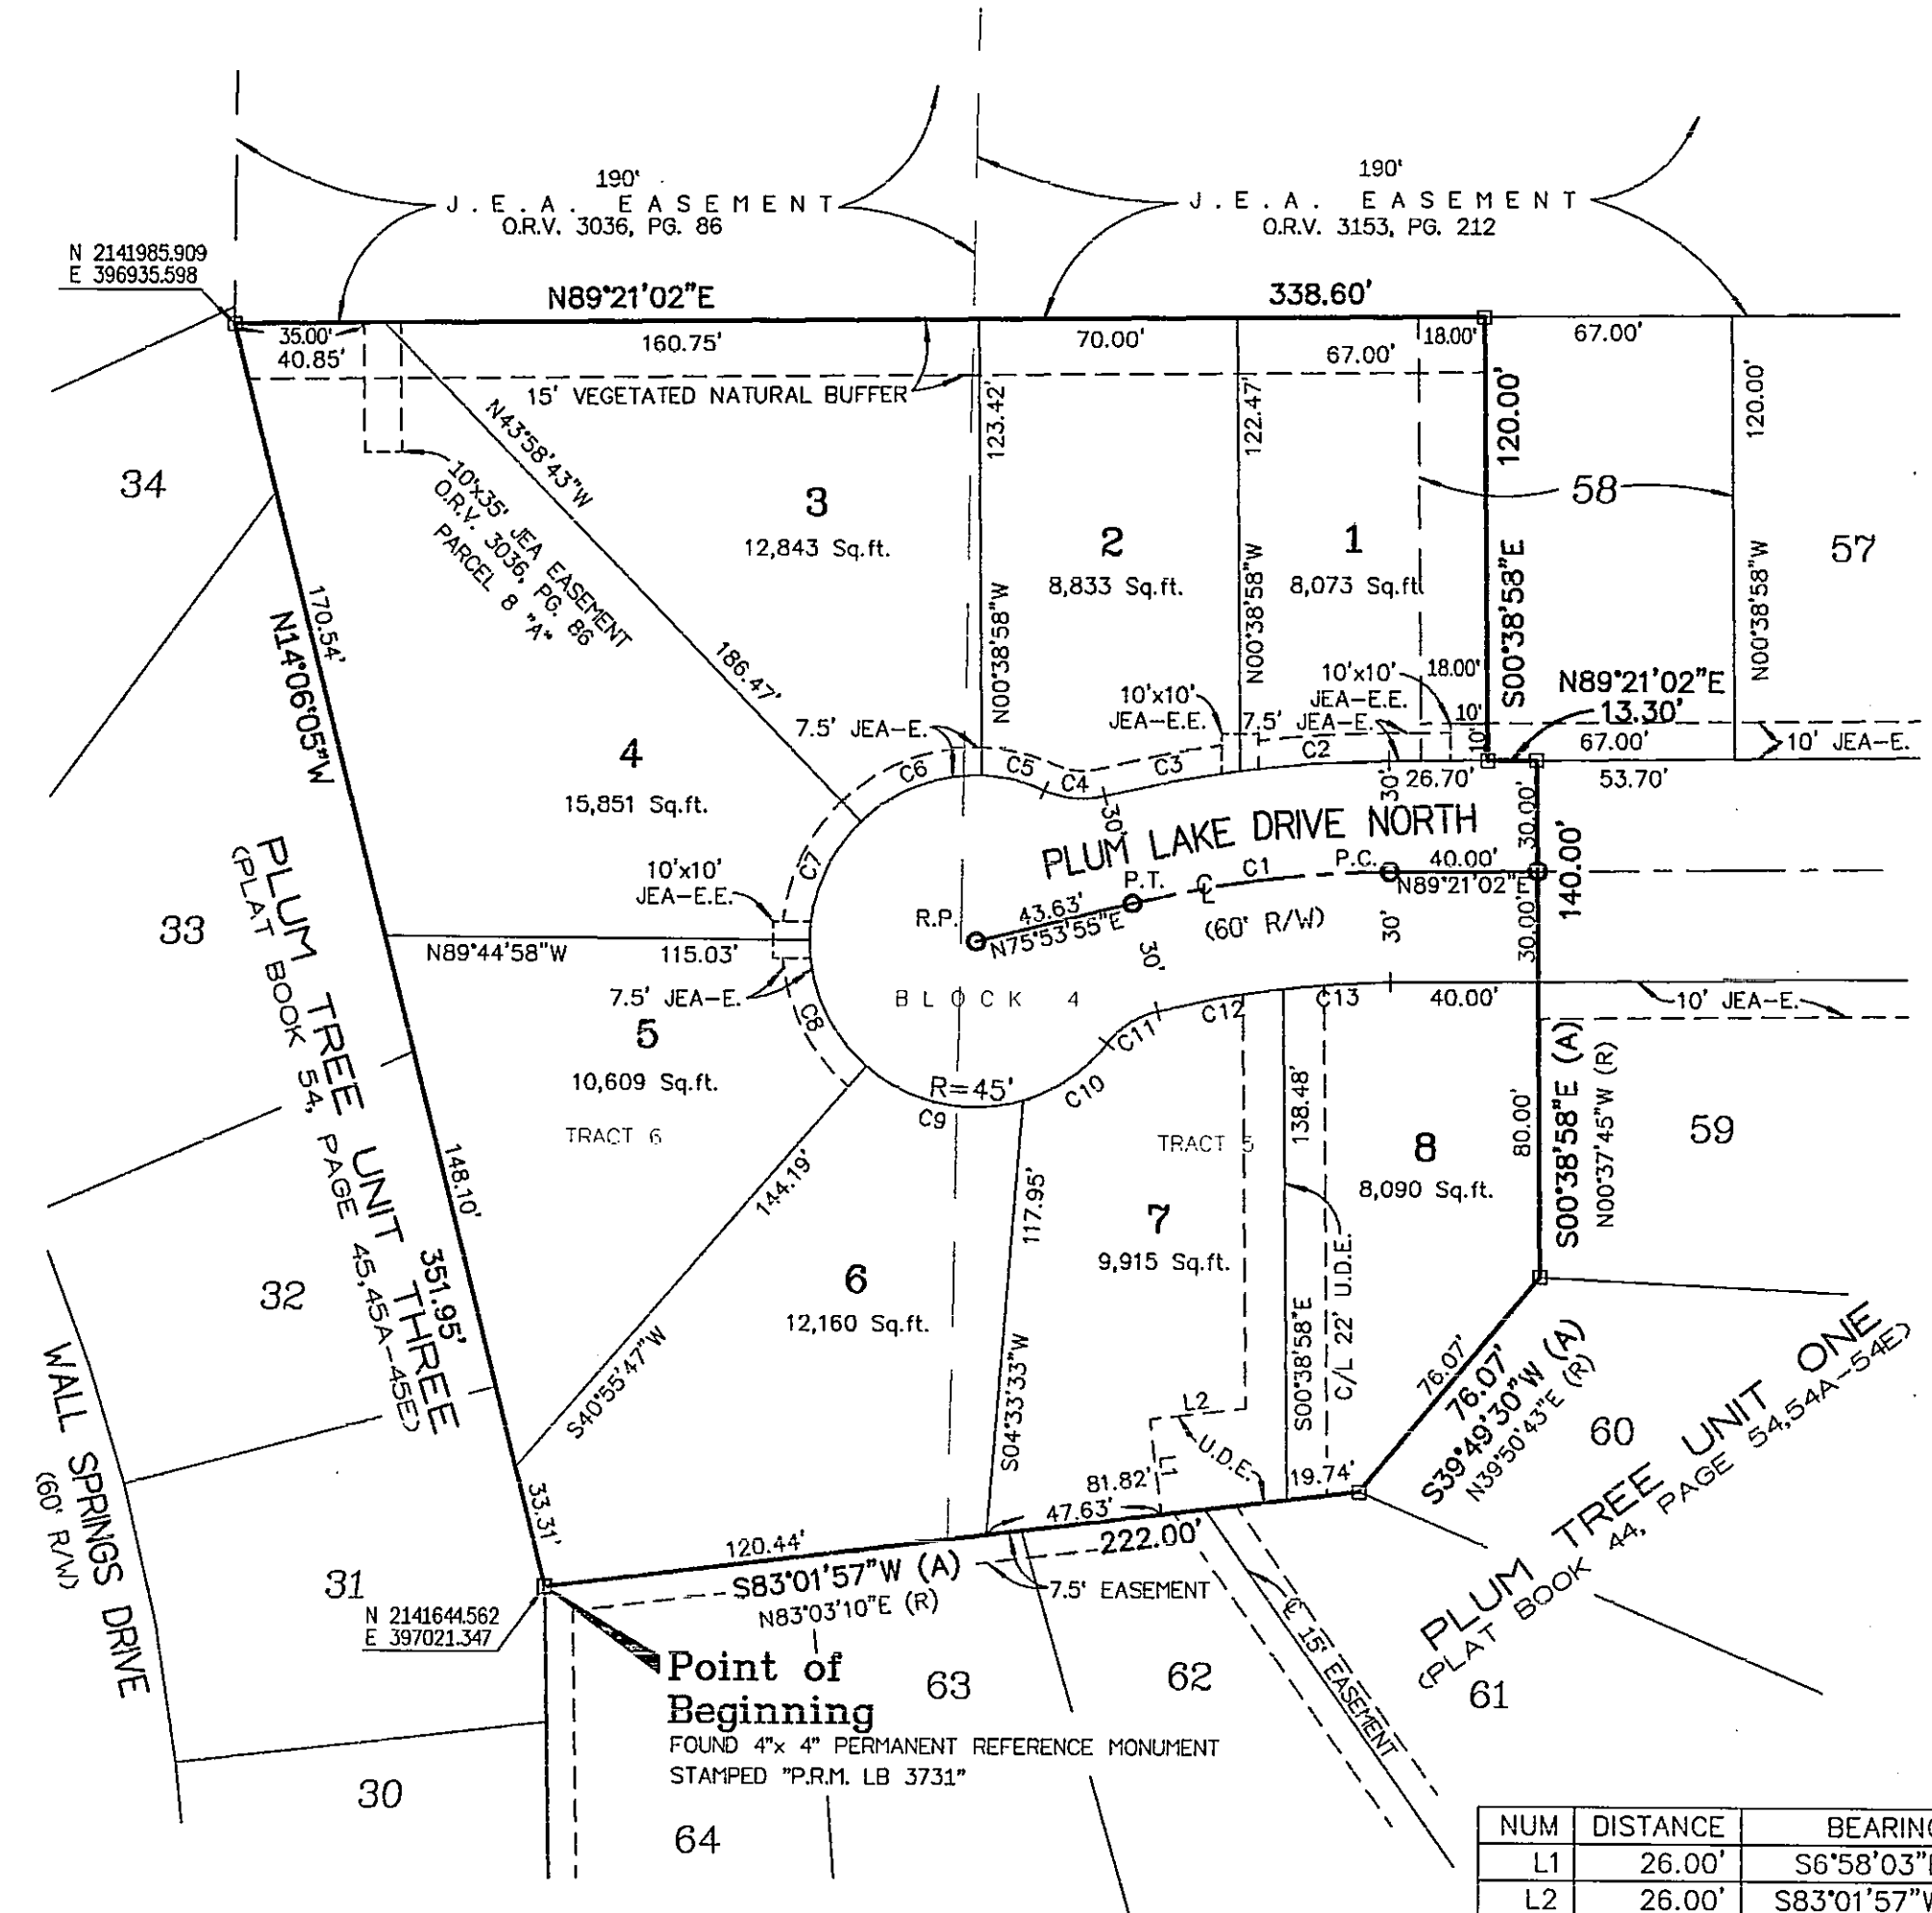 190'
J.E.A. EASEMENT
O.R.V. 3036, PG. 86
190'
J.E.A. EASEMENT
O.R.V. 3153, PG. 212
N 2141985.909
E 396935.598
N89°21'02"E
338.60'
35.00'
40.85'
160.75'
70.00'
67.00'
18.00'
67.00'
15' VEGETATED NATURAL BUFFER
34
N43°58'43"W
186.47'
10'x35' JEA EASEMENT
O.R.V. 3036, PG. 86
PARCEL 8 "A"
3
12,843 Sq.ft.
123.42'
N00°38'58"W
2
8,833 Sq.ft.
122.47'
N00°38'58"W
1
8,073 Sq.ft
120.00'
S00°38'58"E
58
120.00'
N00°38'58"W
57
170.54'
N14°06'05"W
4
15,851 Sq.ft.
7.5' JEA-E.
10'x10'
JEA-E.E.
10'x10'
JEA-E.E.
7.5' JEA-E.
18.00'
10'
10'
N89°21'02"E
13.30'
67.00'
10' JEA-E.
C6
C5
C4
C3
C2
26.70'
53.70'
30'
30'
PLUM LAKE DRIVE NORTH
30.00'
140.00'
C7
10'x10'
JEA-E.E.
R.P.
43.63'
N75°53'55"E
P.T.
C1
P.C.
40.00'
N89°21'02"E
(60' R/W)
30'
30'
30.00'
33
PLUM TREE UNIT THREE
(PLAT BOOK 54, PAGE 45,45A-45E)
N89°44'58"W
115.03'
7.5' JEA-E.
BLOCK 4
C8
5
10,609 Sq.ft.
TRACT 6
R=45'
C9
C10
C11
C12
C13
40.00'
10' JEA-E.
TRACT 5
138.48'
S00°38'58"E
8
8,090 Sq.ft.
80.00'
S00°38'58"E (A)
N00°37'45"W (R)
59
148.10'
351.95'
144.19'
S40°55'47"W
117.95'
S04°33'33"W
7
9,915 Sq.ft.
C/L 22' U.D.E.
6
12,160 Sq.ft.
32
WALL SPRINGS DRIVE
(60' R/W)
L2
L1
U.D.E.
76.07'
76.07'
S39°49'30"W (A)
N39°50'43"E (R)
60
PLUM TREE UNIT ONE
(PLAT BOOK 44, PAGE 54,54A-54E)
33.31'
120.44'
81.82'
47.63'
19.74'
222.00'
S83°01'57"W (A)
N83°03'10"E (R)
7.5' EASEMENT
℄ 15' EASEMENT
31
N 2141644.562
E 397021.347
Point of
Beginning
FOUND 4"x 4" PERMANENT REFERENCE MONUMENT
STAMPED "P.R.M. LB 3731"
63
62
61
30
64
NUM DISTANCE BEARING
L1 26.00' S6°58'03"
L2 26.00' S83°01'57"W